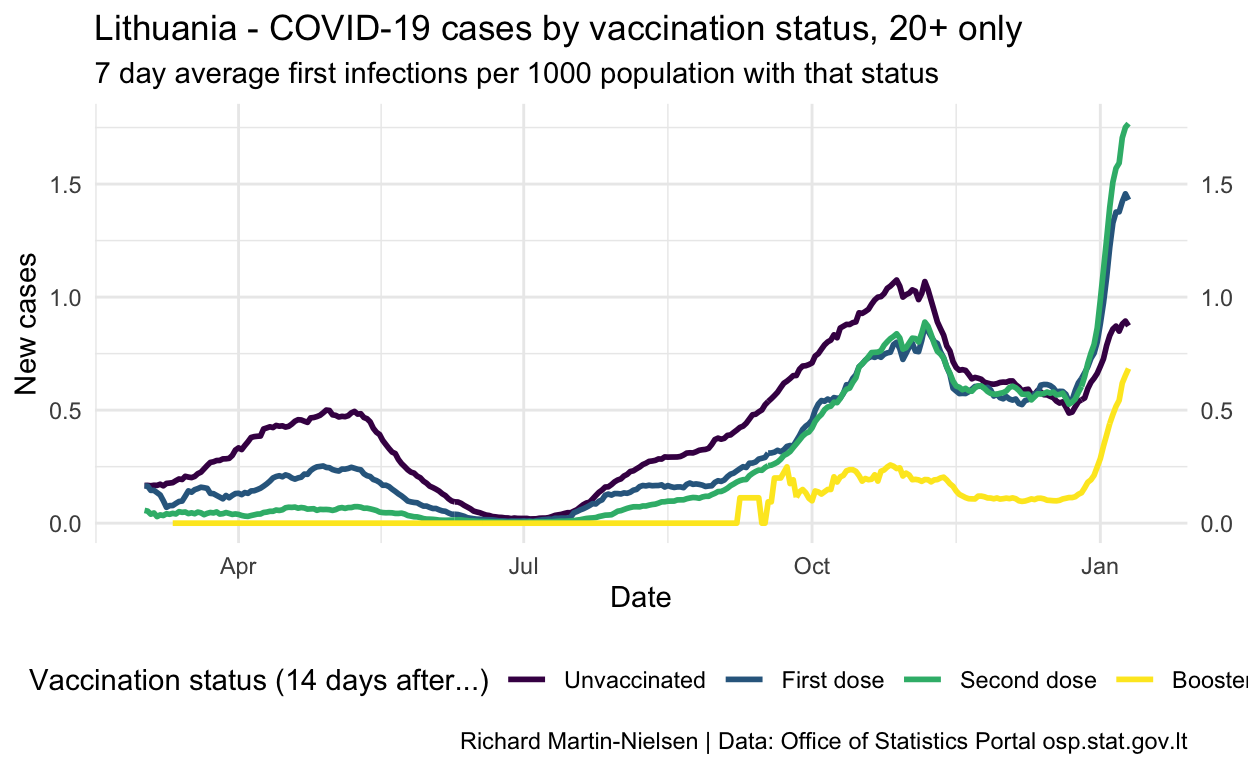 Lithuania - COVID-19 cases by vaccination status, 20+ only
7 day average first infections per 1000 population with that status
New cases
1.5 1.5
1.0 1.0
0.5 0.5
0.0 0.0
Apr Jul Oct Jan
Date
Vaccination status (14 days after...) Unvaccinated First dose Second dose Booster
Richard Martin-Nielsen | Data: Office of Statistics Portal osp.stat.gov.lt